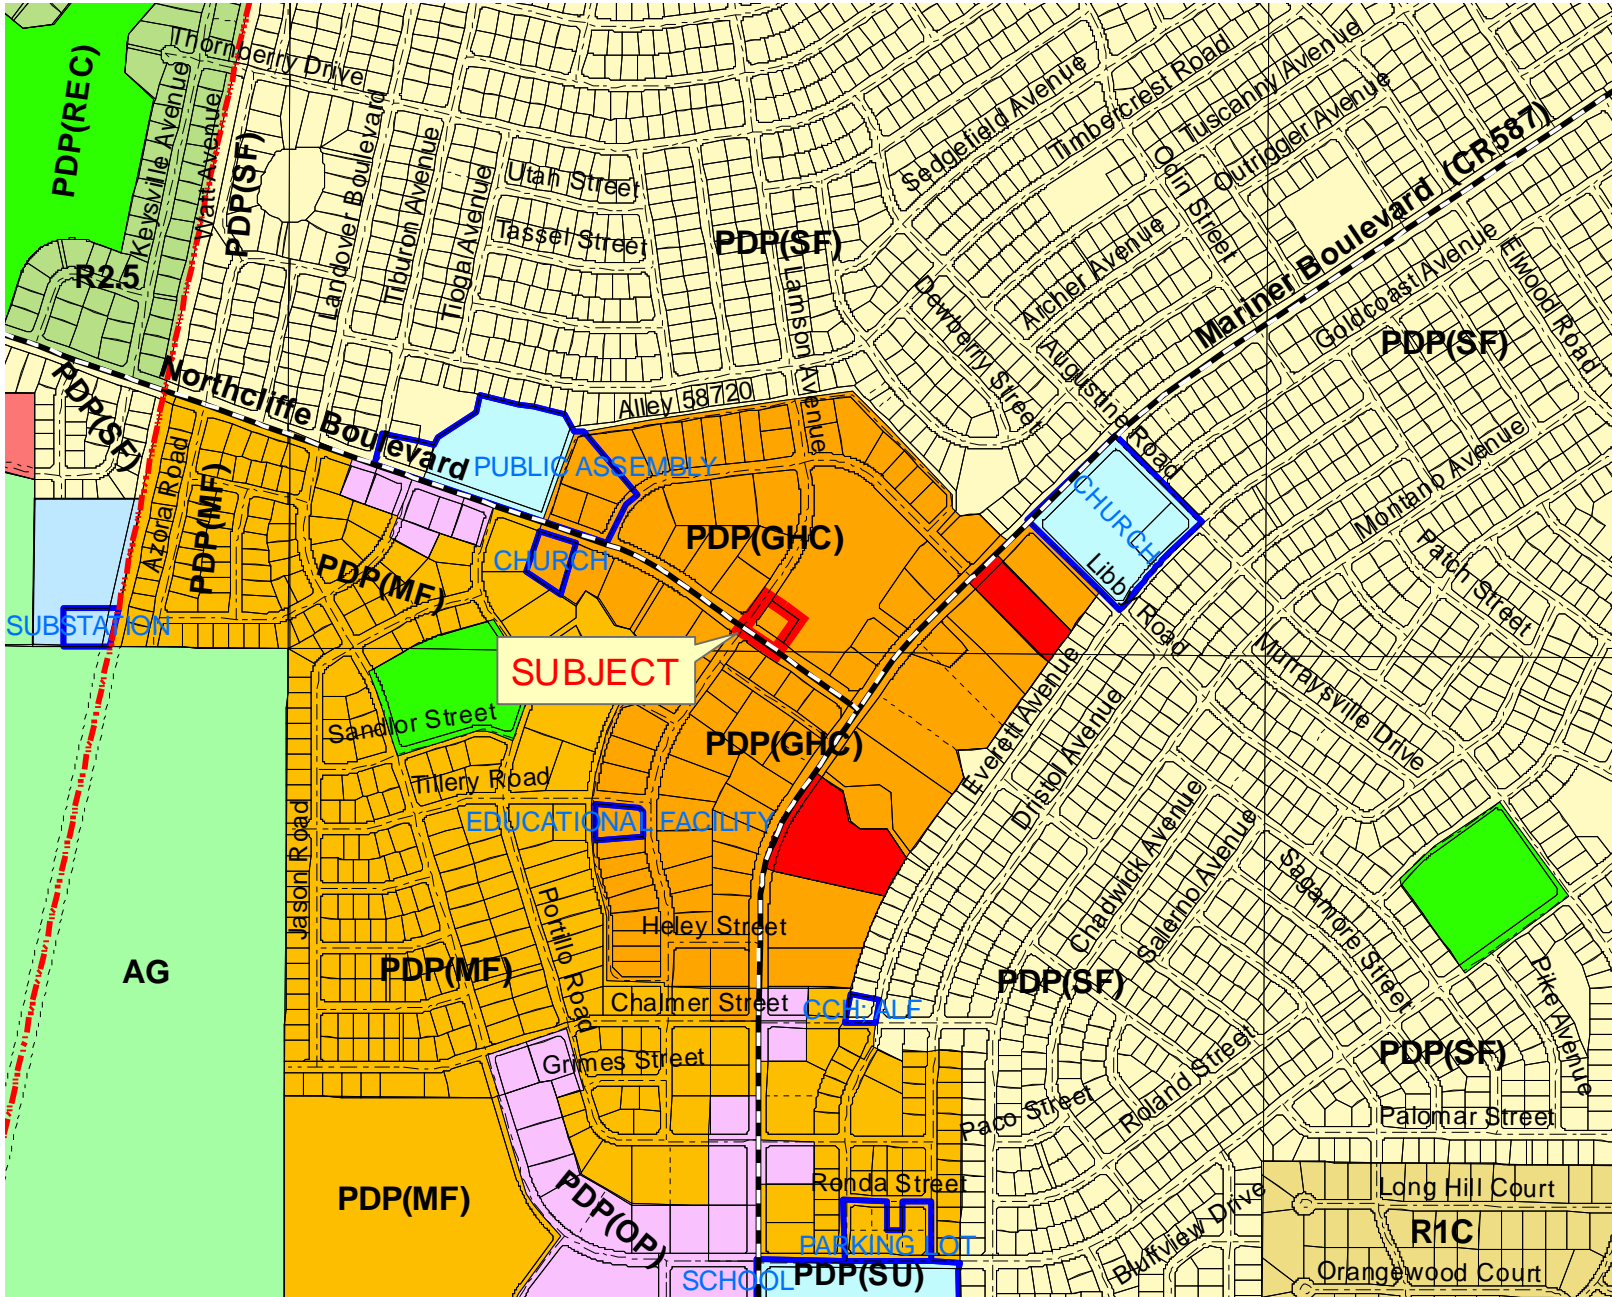 Thornberry Drive
PDP(REC)
Keysville Avenue
Watt Avenue
PDP(SF)
Landover Boulevard
Tiburon Avenue
Tioga Avenue
Utah Street
Tassel Street
PDP(SF)
Lamson Avenue
Sedgefield Avenue
Timbercrest Road
Tuscanny Avenue
Outrigger Avenue
Odin Street
Mariner Boulevard (CR587)
Archer Avenue
Dewberry Street
Augustine Road
Goldcoast Avenue
Elwood Road
PDP(SF)
R2.5
Northcliffe Boulevard
PDP(SF)
Alley 58720
Azoral Road
PDP(MF)
PUBLIC ASSEMBLY
CHURCH
Montano Avenue
Patch Street
PDP(GHC)
CHURCH
PDP(MF)
Libby Road
SUBSTATION
SUBJECT
Murraysville Drive
Sandlor Street
PDP(GHC)
Everett Avenue
Dristol Avenue
Tillery Road
EDUCATIONAL FACILITY
Jason Road
Portillo Road
Heley Street
Chadwick Avenue
Salerno Avenue
Sagamore Street
AG
PDP(MF)
PDP(SF)
Pike Avenue
Chalmer Street
CCH: ALF
Grimes Street
PDP(SF)
Roland Street
Paco Street
Palomar Street
PDP(MF)
PDP(OP)
Ronda Street
Long Hill Court
R1C
Bluffview Drive
PARKING LOT
SCHOOL
PDP(SU)
Orangewood Court